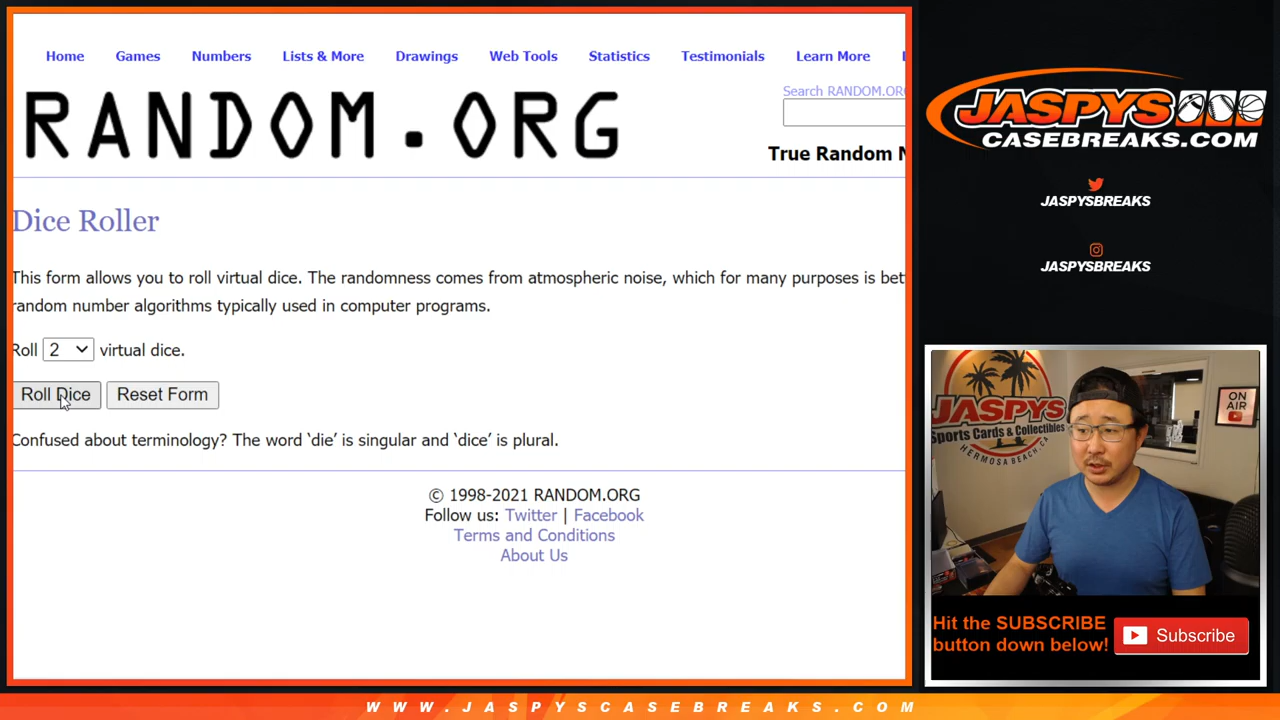 Home Games Numbers Lists & More Drawings Web Tools Statistics Testimonials Learn More
RANDOM.ORG
Search RANDOM.ORG
True Random N
Dice Roller
This form allows you to roll virtual dice. The randomness comes from atmospheric noise, which for many purposes is bet
random number algorithms typically used in computer programs.
Roll 2 virtual dice.
Roll Dice Reset Form
Confused about terminology? The word ‘die’ is singular and ‘dice’ is plural.
© 1998-2021 RANDOM.ORG
Follow us: Twitter | Facebook
Terms and Conditions
About Us
JASPYS
CASEBREAKS.COM
JASPYSBREAKS
JASPYSBREAKS
JASPYS
Sports Cards & Collectibles
HERMOSA BEACH, CA
ON
AIR
Hit the SUBSCRIBE
button down below!
Subscribe
WWW.JASPYSCASEBREAKS.COM